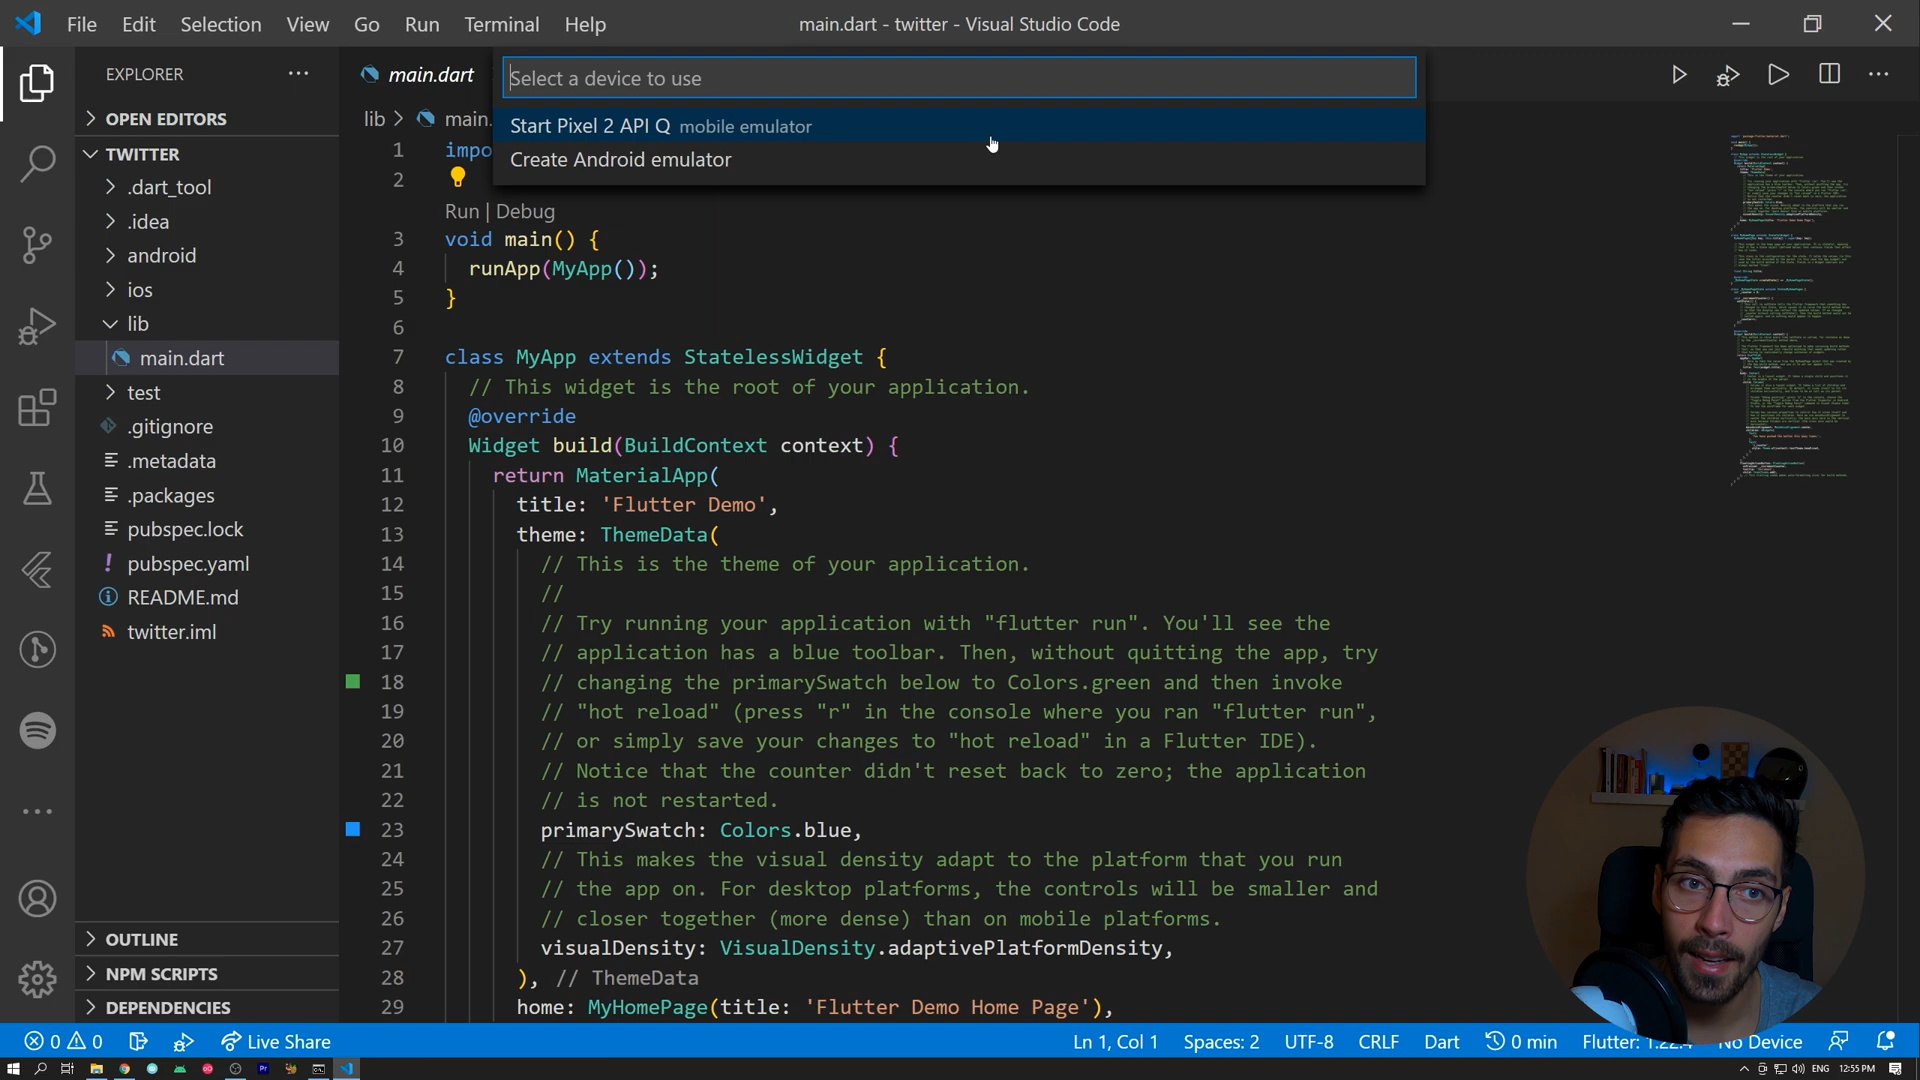 File Edit Selection View Go Run Terminal Help
main.dart - twitter - Visual Studio Code
EXPLORER
main.dart
Select a device to use
Start Pixel 2 API Q mobile emulator
Create Android emulator
OPEN EDITORS
TWITTER
.dart_tool
.idea
android
ios
lib
main.dart
test
.gitignore
.metadata
.packages
pubspec.lock
pubspec.yaml
README.md
twitter.iml
OUTLINE
NPM SCRIPTS
DEPENDENCIES
lib > main.
1 impo
2
Run | Debug
3 void main() {
4 runApp(MyApp());
5 }
6
7 class MyApp extends StatelessWidget {
8 // This widget is the root of your application.
9 @override
10 Widget build(BuildContext context) {
11 return MaterialApp(
12 title: 'Flutter Demo',
13 theme: ThemeData(
14 // This is the theme of your application.
15 //
16 // Try running your application with "flutter run". You'll see the
17 // application has a blue toolbar. Then, without quitting the app, try
18 // changing the primarySwatch below to Colors.green and then invoke
19 // "hot reload" (press "r" in the console where you ran "flutter run",
20 // or simply save your changes to "hot reload" in a Flutter IDE).
21 // Notice that the counter didn't reset back to zero; the application
22 // is not restarted.
23 primarySwatch: Colors.blue,
24 // This makes the visual density adapt to the platform that you run
25 // the app on. For desktop platforms, the controls will be smaller and
26 // closer together (more dense) than on mobile platforms.
27 visualDensity: VisualDensity.adaptivePlatformDensity,
28 ), // ThemeData
29 home: MyHomePage(title: 'Flutter Demo Home Page'),
0 0 Live Share
Ln 1, Col 1 Spaces: 2 UTF-8 CRLF Dart 0 min Flutter: 1.22.4 No Device
ENG 12:55 PM